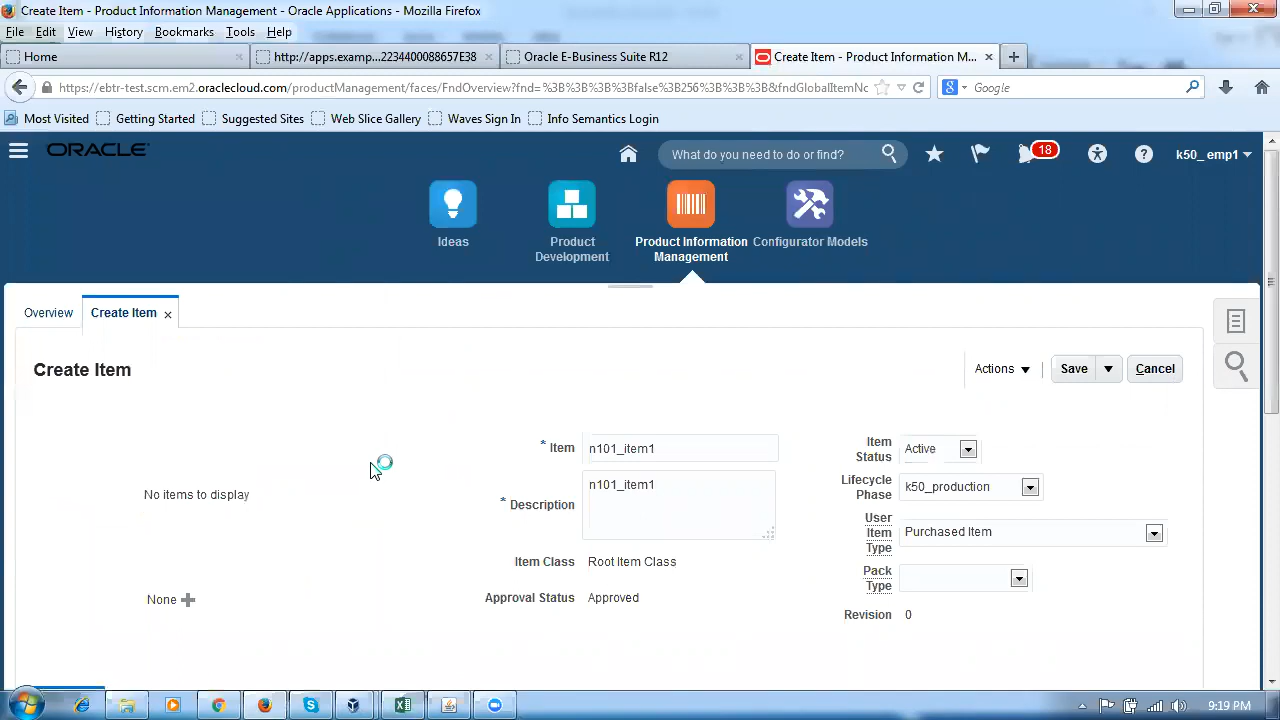 Create Item - Product Information Management - Oracle Applications - Mozilla Firefox
File Edit View History Bookmarks Tools Help
Home http://apps.examp...2234400088657E38 Oracle E-Business Suite R12 Create Item - Product Information M...
https://ebtr-test.scm.em2.oraclecloud.com/productManagement/faces/FndOverview?fnd=%3B%3B%3B%3Bfalse%3B256%3B%3B%3B&fndGlobalItemNc Google
Most Visited Getting Started Suggested Sites Web Slice Gallery Waves Sign In Info Semantics Login
ORACLE What do you need to do or find? 18 k50_ emp1
Ideas Product Development Product Information Management Configurator Models
Overview Create Item
Create Item Actions Save Cancel
* Item n101_item1 Item Status Active
* Description n101_item1 Lifecycle Phase k50_production
No items to display User Item Type Purchased Item
Item Class Root Item Class Pack Type
None Approval Status Approved Revision 0
9:19 PM